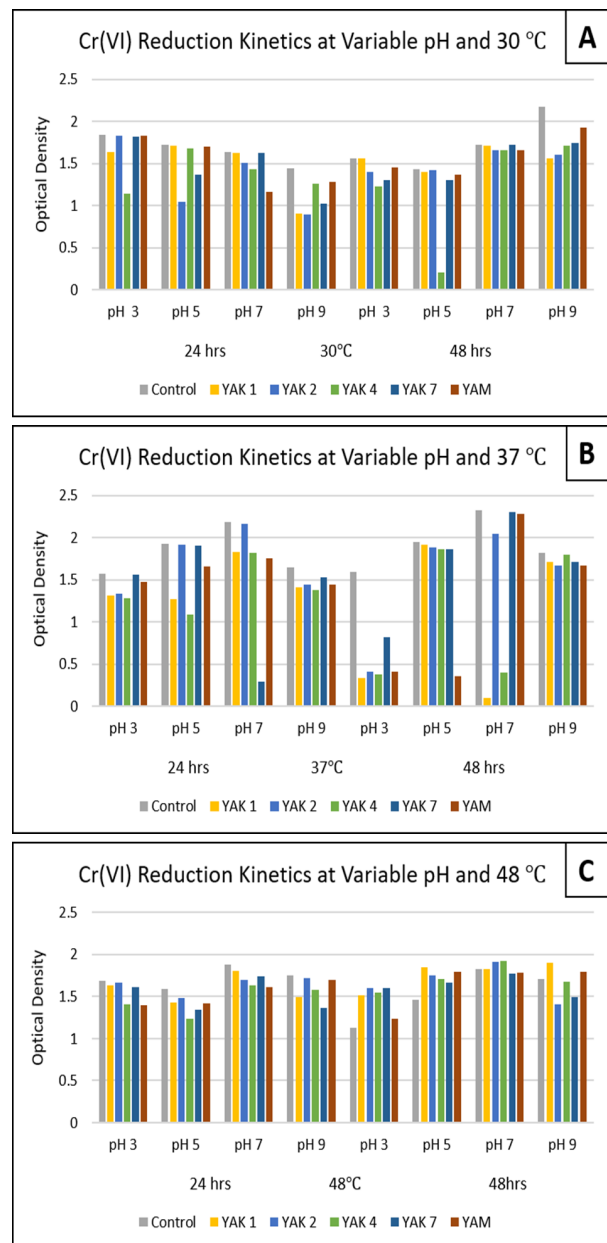 Cr(VI) Reduction Kinetics at Variable pH and 30 ℃
A
2.5
2
1.5
1
0.5
0
Optical Density
pH 3 pH 5 pH 7 pH 9 pH 3 pH 5 pH 7 pH 9
24 hrs 30℃ 48 hrs
Control YAK 1 YAK 2 YAK 4 YAK 7 YAM
Cr(VI) Reduction Kinetics at Variable pH and 37 ℃
B
2.5
2
1.5
1
0.5
0
Optical Density
pH 3 pH 5 pH 7 pH 9 pH 3 pH 5 pH 7 pH 9
24 hrs 37℃ 48 hrs
Control YAK 1 YAK 2 YAK 4 YAK 7 YAM
Cr(VI) Reduction Kinetics at Variable pH and 48 ℃
C
2.5
2
1.5
1
0.5
0
Optical Density
pH 3 pH 5 pH 7 pH 9 pH 3 pH 5 pH 7 pH 9
24 hrs 48℃ 48hrs
Control YAK 1 YAK 2 YAK 4 YAK 7 YAM